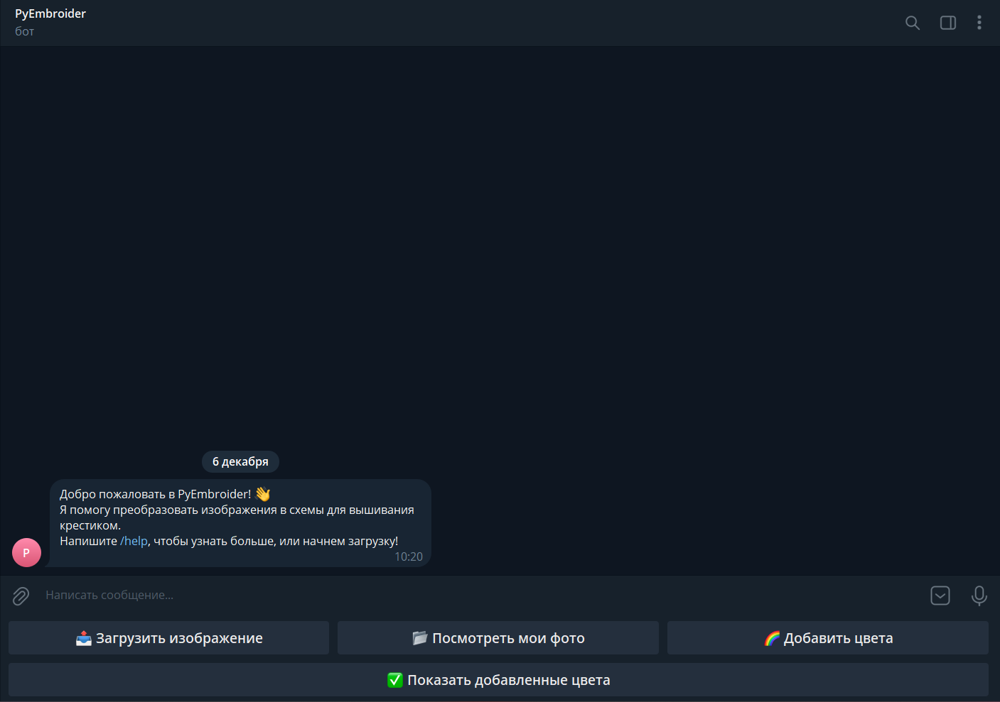 PyEmbroider
бот
6 декабря
Добро пожаловать в PyEmbroider! 👋
Я помогу преобразовать изображения в схемы для вышивания
крестиком.
Напишите /help, чтобы узнать больше, или начнем загрузку!
10:20
P
Написать сообщение...
📤 Загрузить изображение
📂 Посмотреть мои фото
🌈 Добавить цвета
✅ Показать добавленные цвета